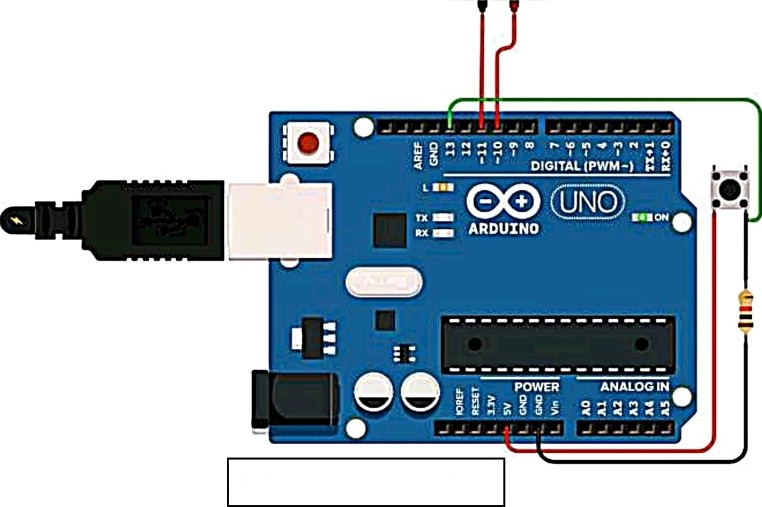 AREF
GND
13
12
~11
~10
~9
8
7
~6
~5
4
~3
2
TX→1
RX←0
DIGITAL (PWM~)
L
TX
RX
UNO
ARDUINO
ON
POWER
ANALOG IN
IOREF
RESET
3.3V
5V
GND
GND
Vin
A0
A1
A2
A3
A4
A5